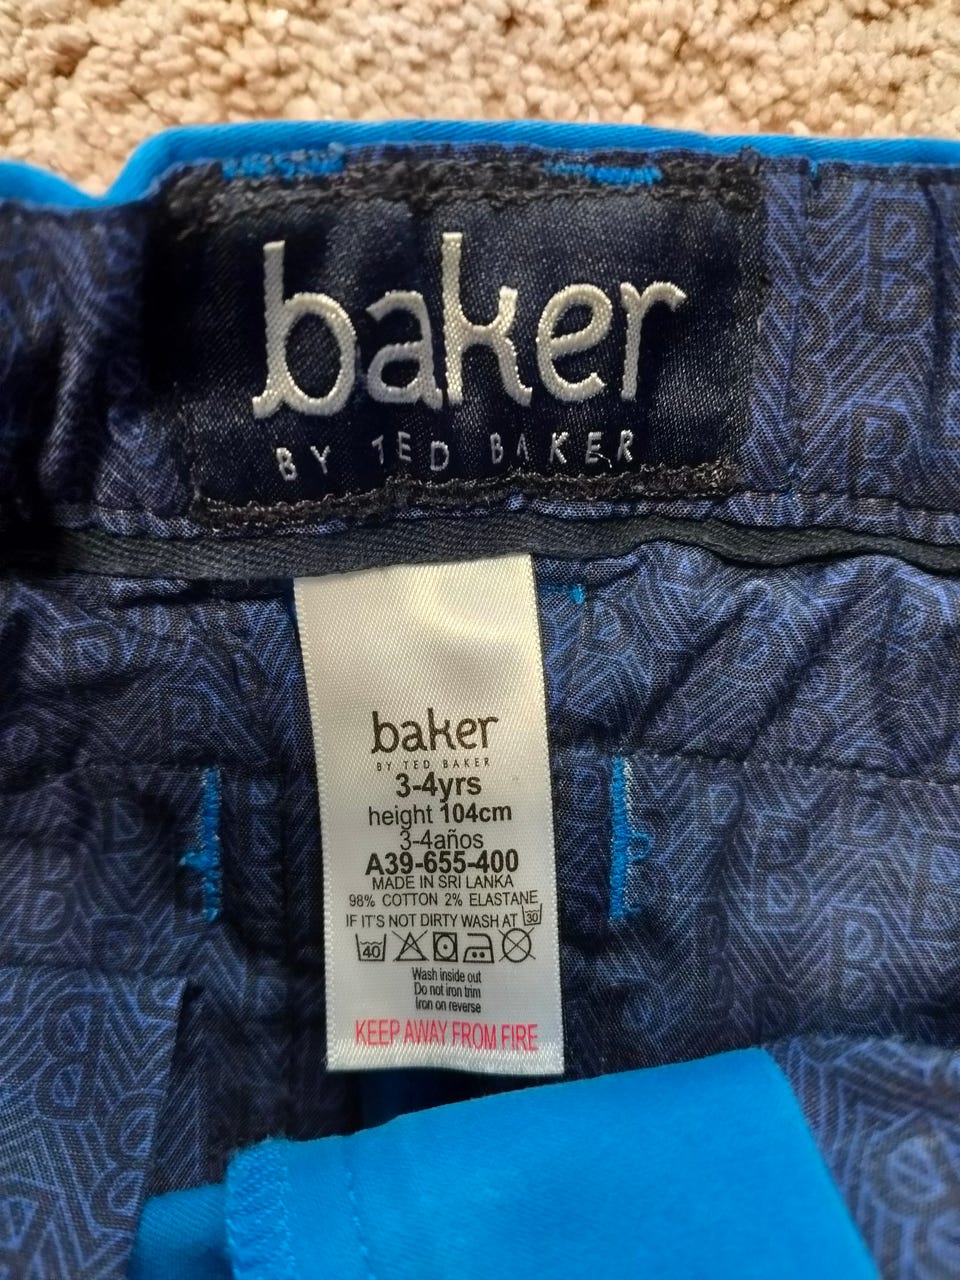 baker
BY TED BAKER
baker
BY TED BAKER
3-4yrs
height 104cm
3-4años
A39-655-400
MADE IN SRI LANKA
98% COTTON 2% ELASTANE
IF IT'S NOT DIRTY WASH AT 30
40
Wash inside out
Do not iron trim
Iron on reverse
KEEP AWAY FROM FIRE